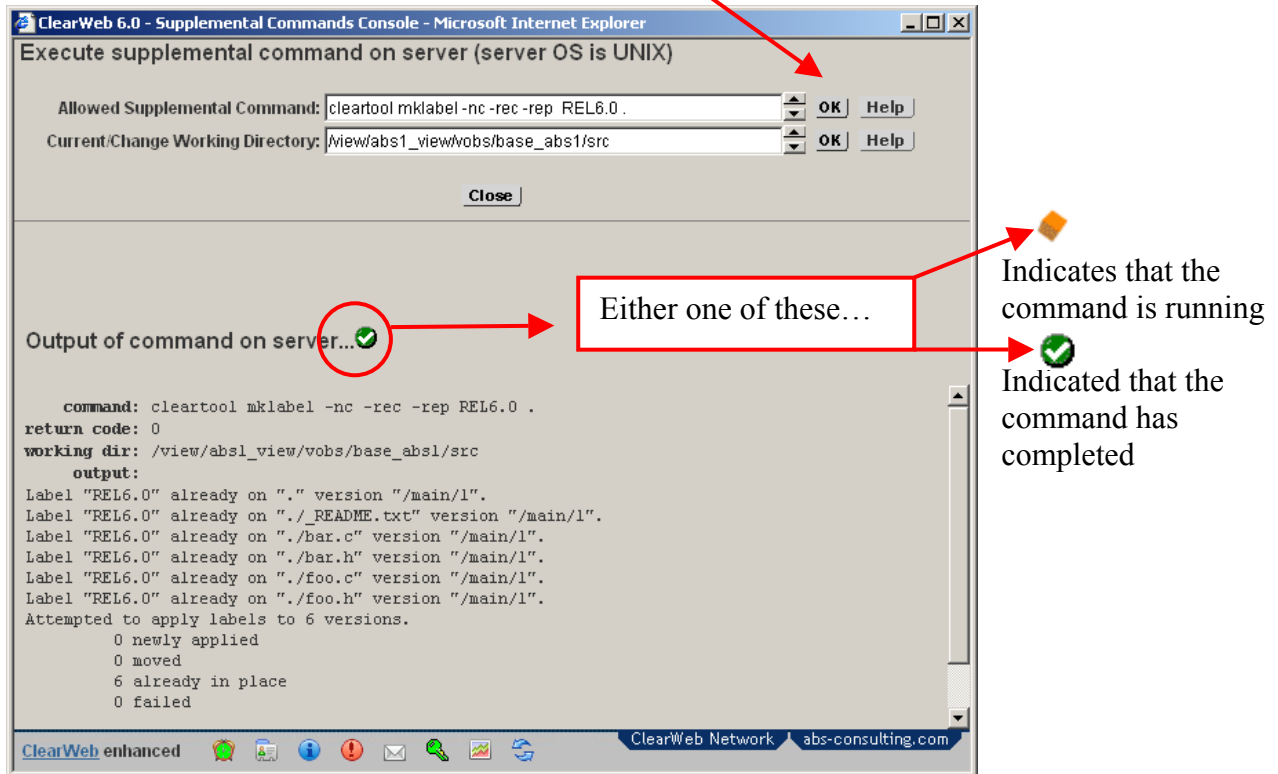 ClearWeb 6.0 - Supplemental Commands Console - Microsoft Internet Explorer
Execute supplemental command on server (server OS is UNIX)
Allowed Supplemental Command: cleartool mklabel -nc -rec -rep REL6.0 . OK Help
Current/Change Working Directory: /view/abs1_view/vobs/base_abs1/src OK Help
Close
Either one of these…
Indicates that the
command is running
Indicated that the
command has
completed
Output of command on server...
command: cleartool mklabel -nc -rec -rep REL6.0 .
return code: 0
working dir: /view/abs1_view/vobs/base_abs1/src
output:
Label "REL6.0" already on "." version "/main/1".
Label "REL6.0" already on "./_README.txt" version "/main/1".
Label "REL6.0" already on "./bar.c" version "/main/1".
Label "REL6.0" already on "./bar.h" version "/main/1".
Label "REL6.0" already on "./foo.c" version "/main/1".
Label "REL6.0" already on "./foo.h" version "/main/1".
Attempted to apply labels to 6 versions.
0 newly applied
0 moved
6 already in place
0 failed
ClearWeb enhanced ClearWeb Network abs-consulting.com